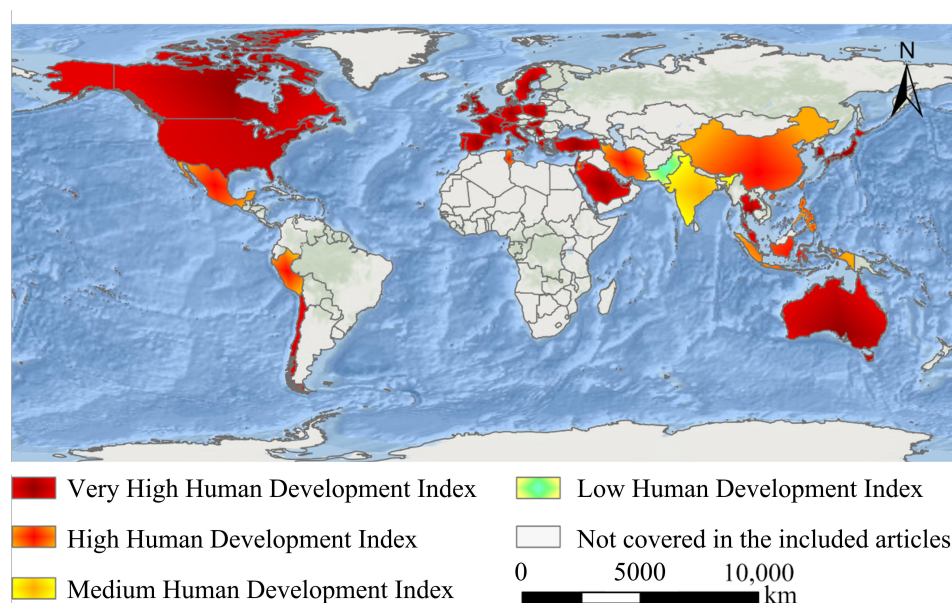 N
Very High Human Development Index
Low Human Development Index
High Human Development Index
Not covered in the included articles
Medium Human Development Index
0 5000 10,000
km